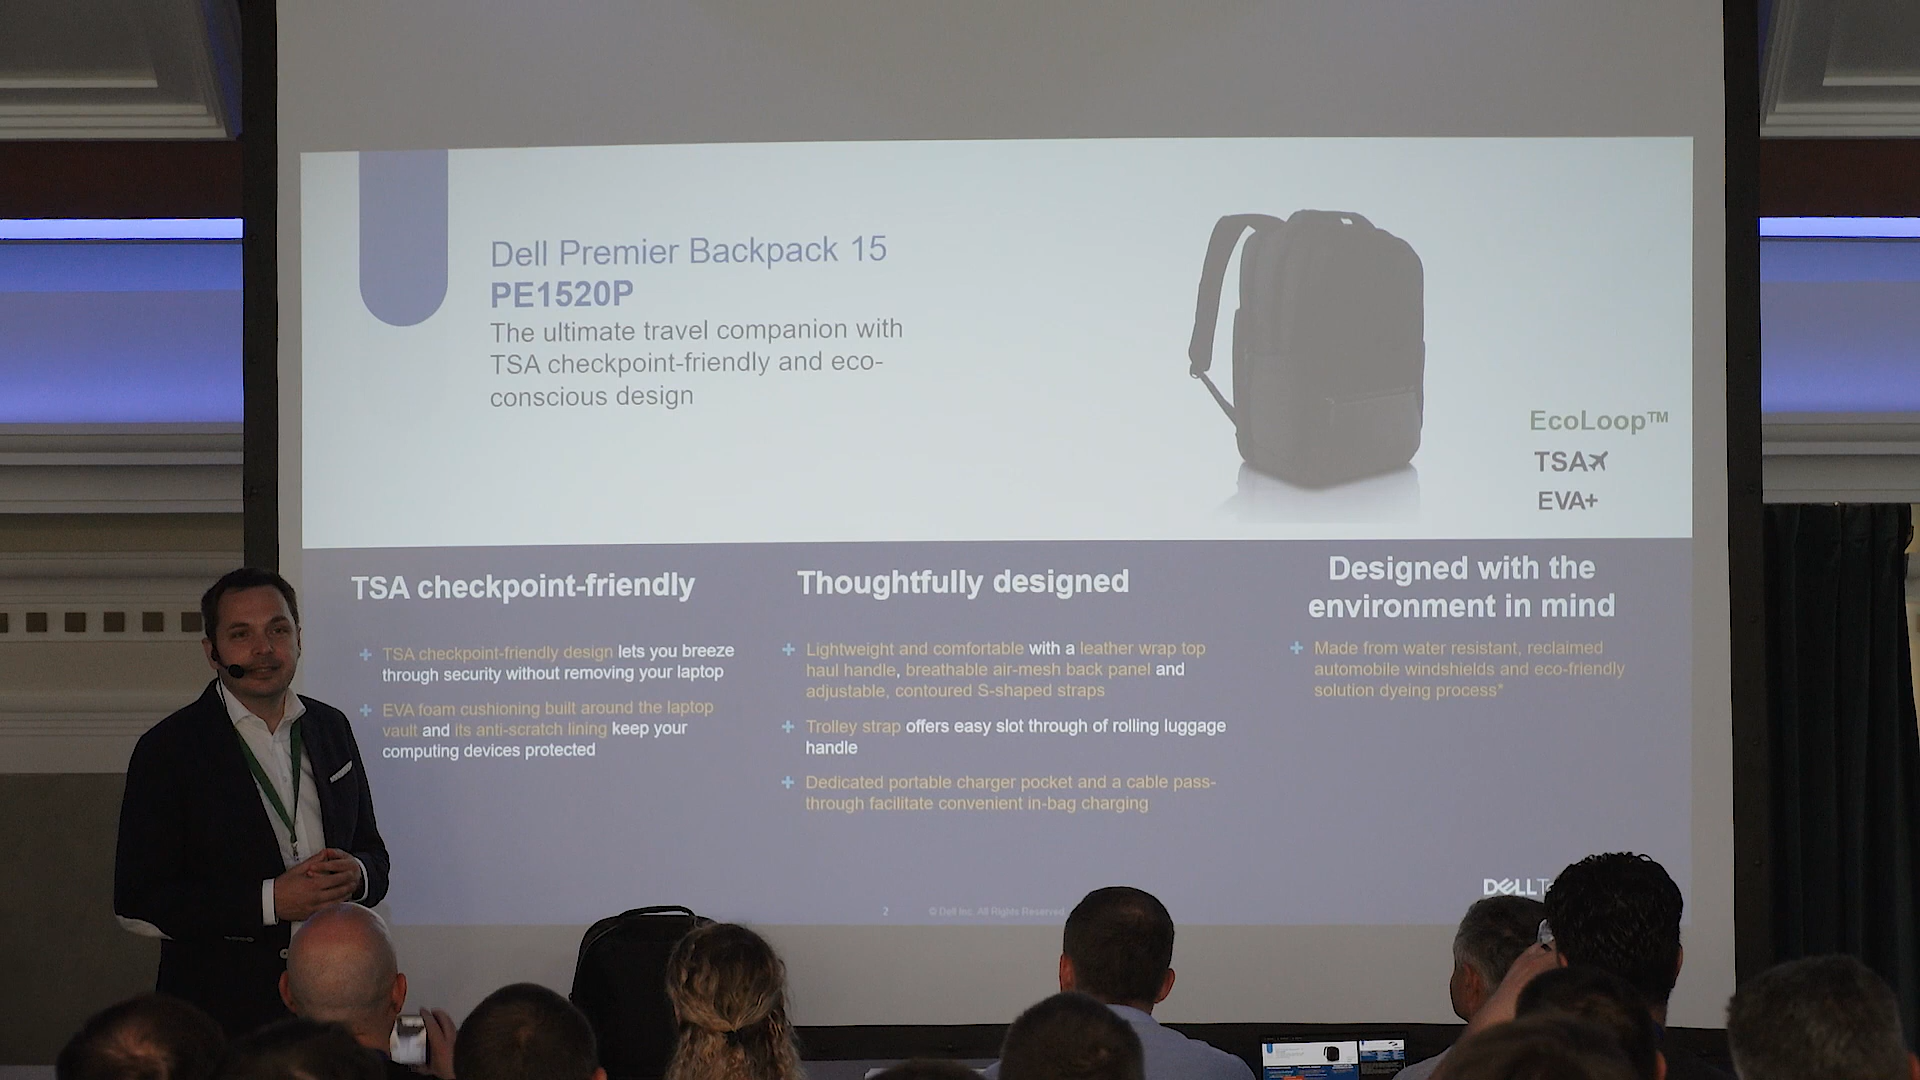 Dell Premier Backpack 15
PE1520P
The ultimate travel companion with
TSA checkpoint-friendly and eco-
conscious design
EcoLoop™
TSA
EVA+
TSA checkpoint-friendly
TSA checkpoint-friendly design lets you breeze
through security without removing your laptop
EVA foam cushioning built around the laptop
vault and its anti-scratch lining keep your
computing devices protected
Thoughtfully designed
Lightweight and comfortable with a leather wrap top
haul handle, breathable air-mesh back panel and
adjustable, contoured S-shaped straps
Trolley strap offers easy slot through of rolling luggage
handle
Dedicated portable charger pocket and a cable pass-
through facilitate convenient in-bag charging
Designed with the
environment in mind
Made from water resistant, reclaimed
automobile windshields and eco-friendly
solution dyeing process*
2
© Dell Inc. All Rights Reserved
DELL